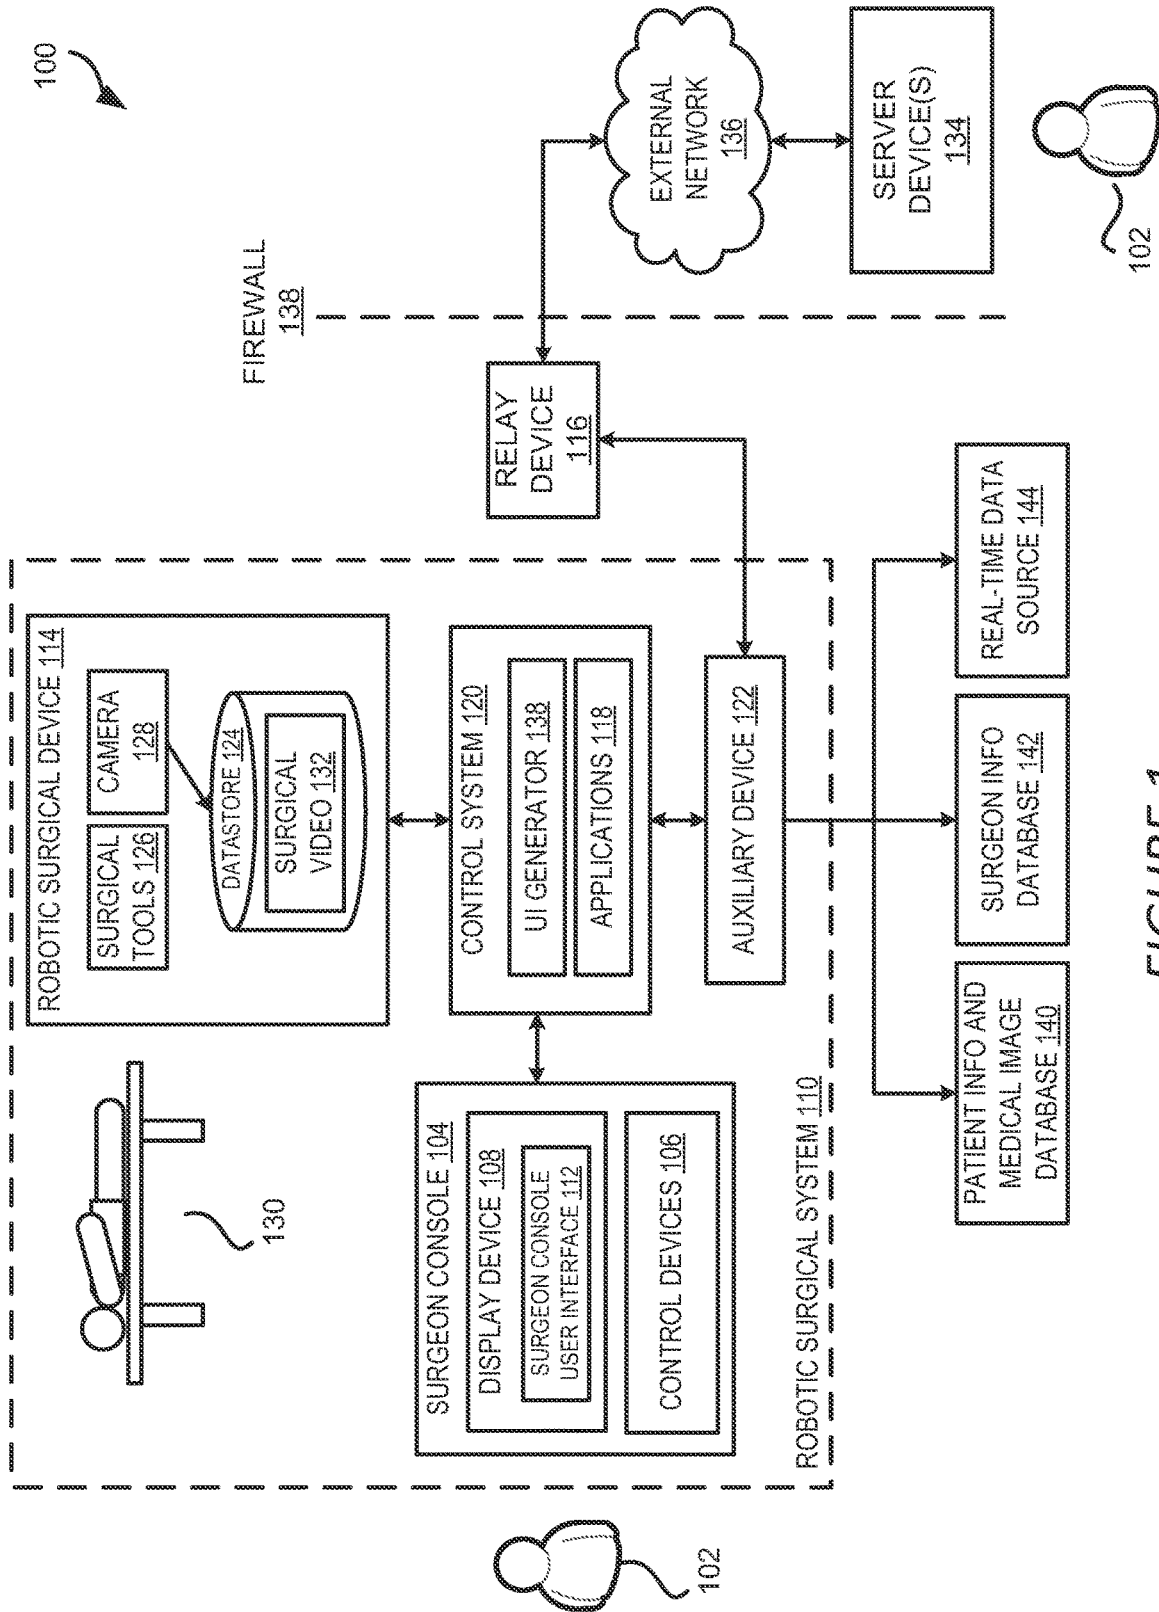 100
FIREWALL
138
ROBOTIC SURGICAL DEVICE 114
SURGICAL
TOOLS 126
CAMERA
128
DATASTORE 124
SURGICAL
VIDEO 132
130
SURGEON CONSOLE 104
DISPLAY DEVICE 108
SURGEON CONSOLE
USER INTERFACE 112
CONTROL DEVICES 106
CONTROL SYSTEM 120
UI GENERATOR 138
APPLICATIONS 118
AUXILIARY DEVICE 122
ROBOTIC SURGICAL SYSTEM 110
102
RELAY
DEVICE
116
EXTERNAL
NETWORK
136
SERVER
DEVICE(S)
134
102
PATIENT INFO AND
MEDICAL IMAGE
DATABASE 140
SURGEON INFO
DATABASE 142
REAL-TIME DATA
SOURCE 144
FIGURE 1